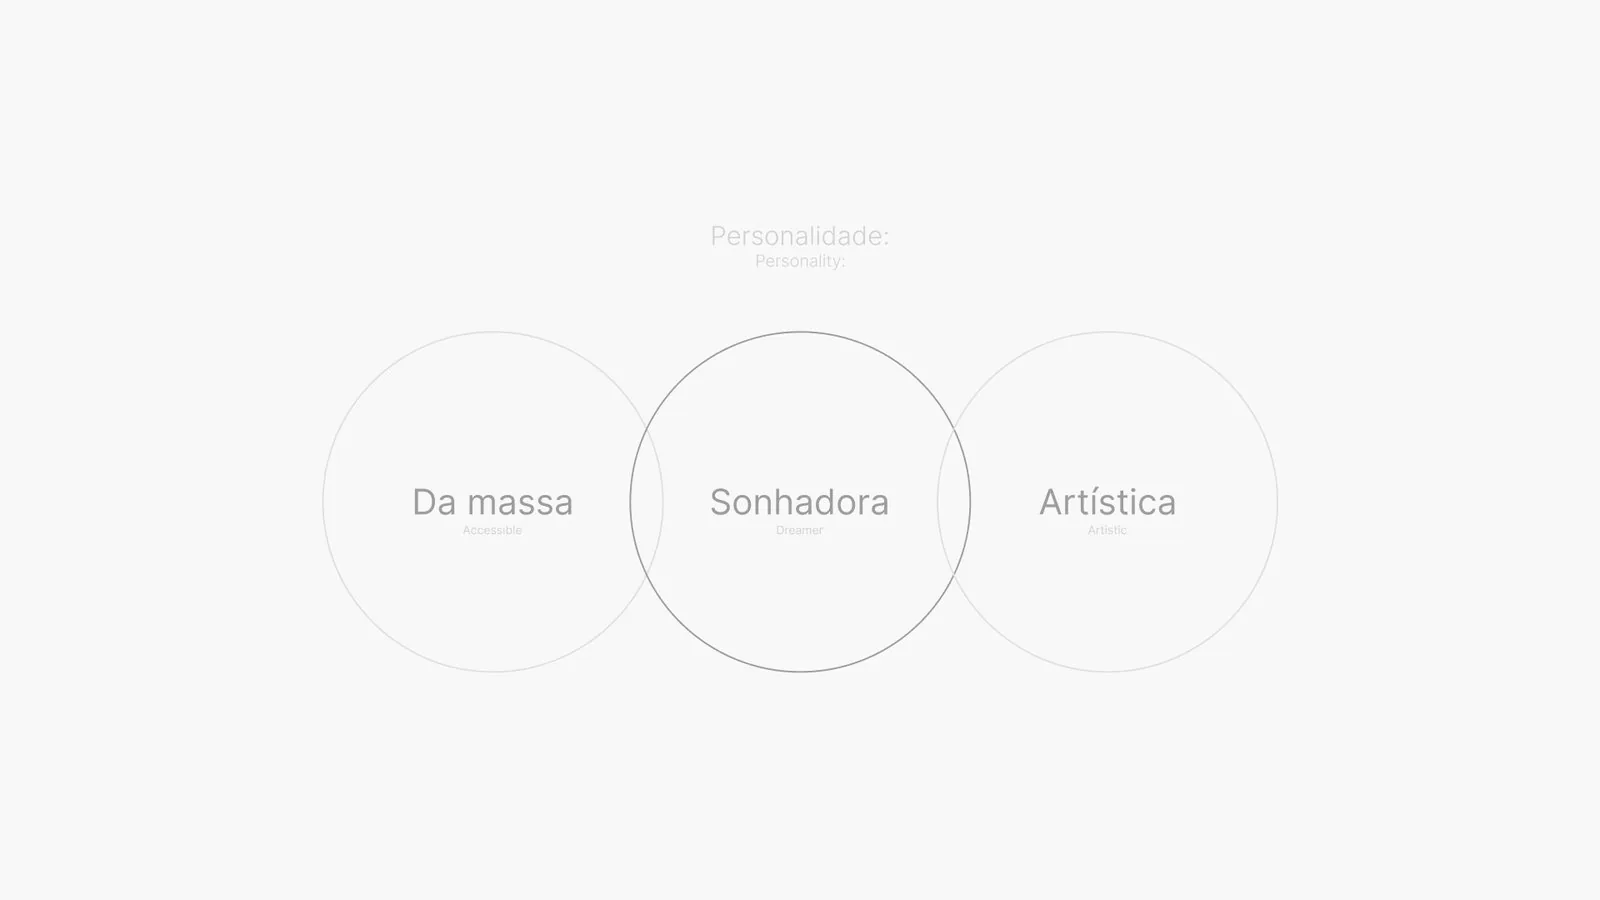 Personalidade:
Personality:
Da massa
Accessible
Sonhadora
Dreamer
Artística
Artistic